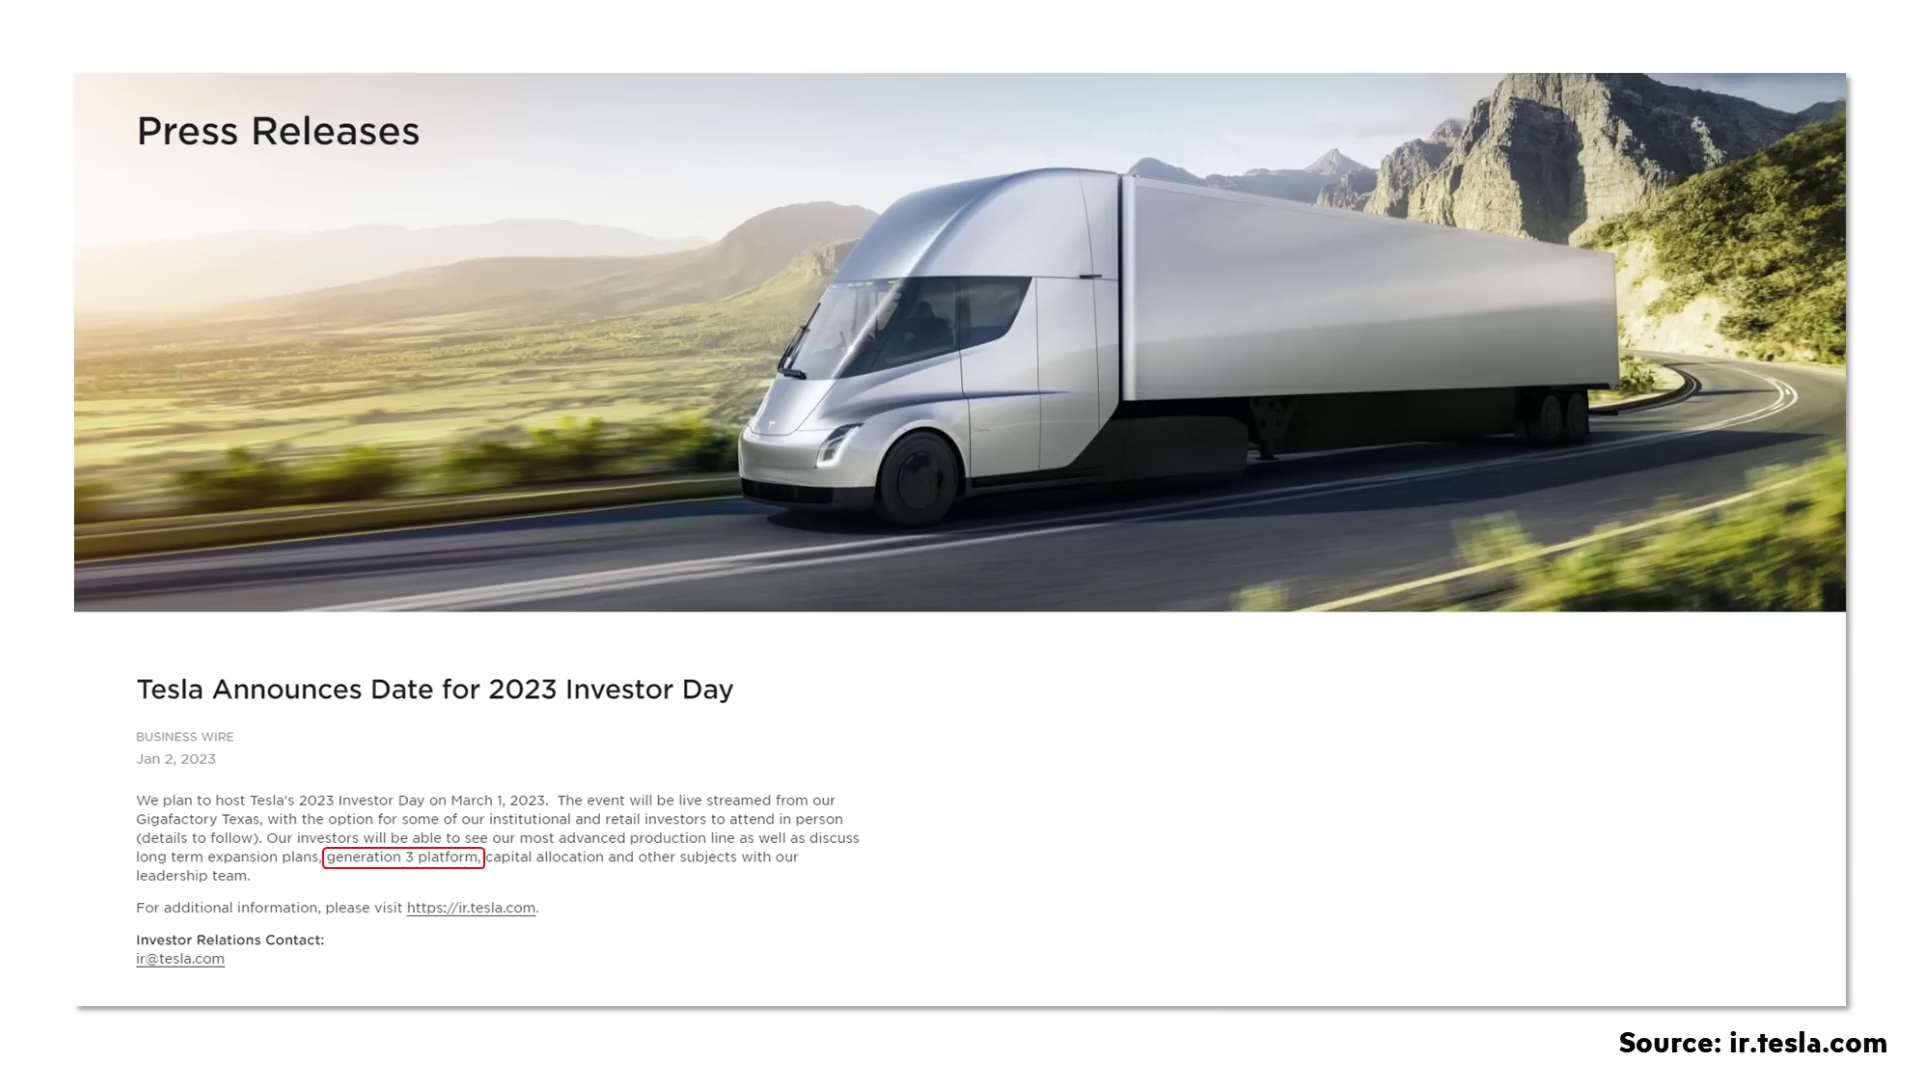 Press Releases
Tesla Announces Date for 2023 Investor Day
BUSINESS WIRE
Jan 2, 2023
We plan to host Tesla's 2023 Investor Day on March 1, 2023.  The event will be live streamed from our
Gigafactory Texas, with the option for some of our institutional and retail investors to attend in person
(details to follow). Our investors will be able to see our most advanced production line as well as discuss
long term expansion plans, generation 3 platform, capital allocation and other subjects with our
leadership team.
For additional information, please visit https://ir.tesla.com.
Investor Relations Contact:
ir@tesla.com
Source: ir.tesla.com